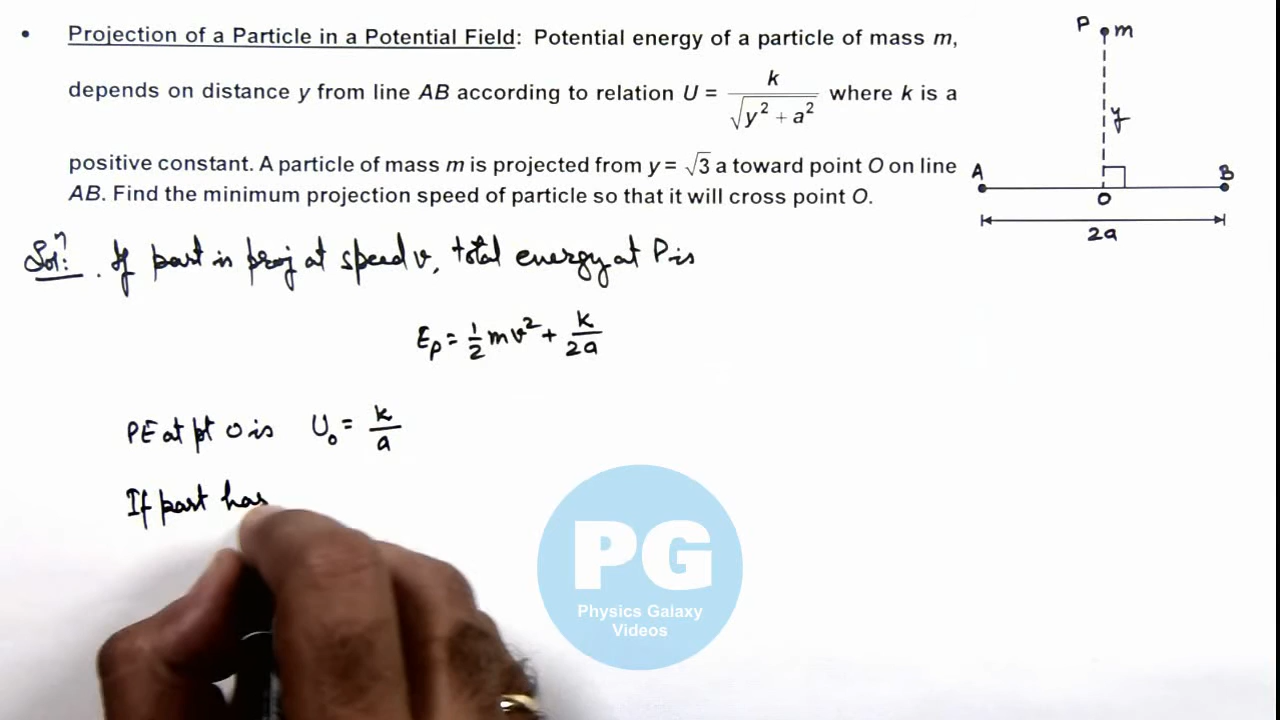 • Projection of a Particle in a Potential Field: Potential energy of a particle of mass m,
depends on distance y from line AB according to relation U = k / √(y² + a²) where k is a
positive constant. A particle of mass m is projected from y = √3 a toward point O on line
AB. Find the minimum projection speed of particle so that it will cross point O.
P m
y
A B
O
2a
Solⁿ: . If part is proj at speed v, total energy at P is
E_P = 1/2 mv² + k/2a
PE at pt O is U_0 = k/a
If part has
PG
Physics Galaxy
Videos